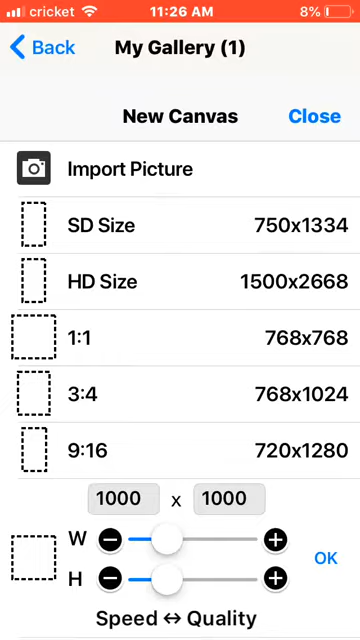 cricket 11:26 AM 8%
Back My Gallery (1)
New Canvas Close
Import Picture
SD Size 750x1334
HD Size 1500x2668
1:1 768x768
3:4 768x1024
9:16 720x1280
1000 x 1000
W
OK
H
Speed ↔ Quality